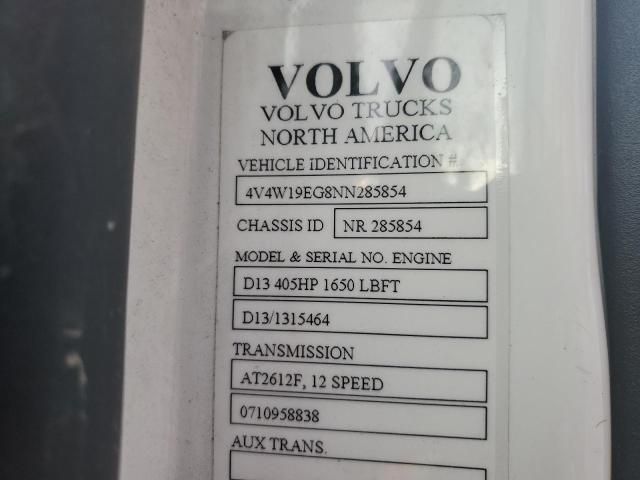 VOLVO
VOLVO TRUCKS
NORTH AMERICA
VEHICLE IDENTIFICATION #
4V4W19EG8NN285854
CHASSIS ID NR 285854
MODEL & SERIAL NO. ENGINE
D13 405HP 1650 LBFT
D13/1315464
TRANSMISSION
AT2612F, 12 SPEED
0710958838
AUX TRANS.